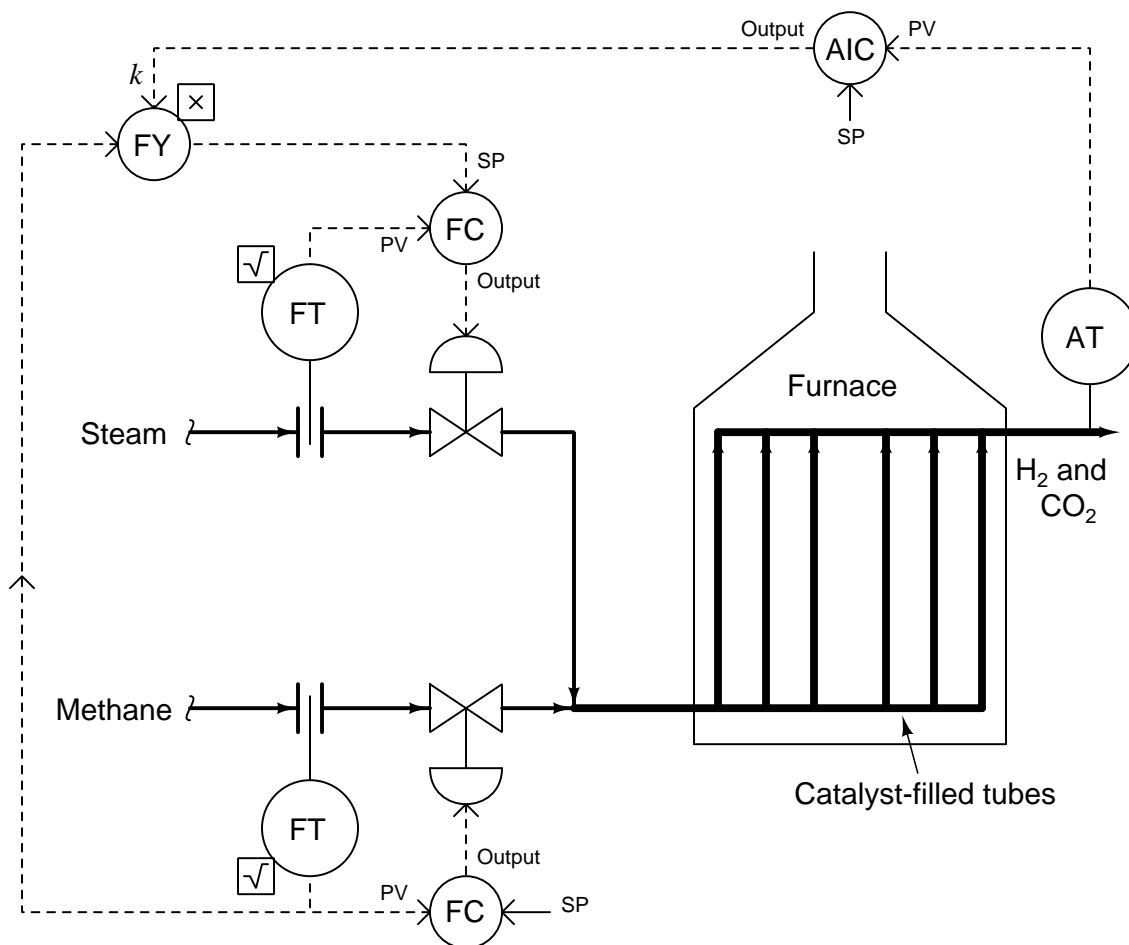 Output
AIC
PV
k
×
FY
SP
SP
FC
PV
√
Output
FT
AT
Furnace
Steam
H2 and
CO2
Methane
Catalyst-filled tubes
FT
Output
√
PV
FC
SP